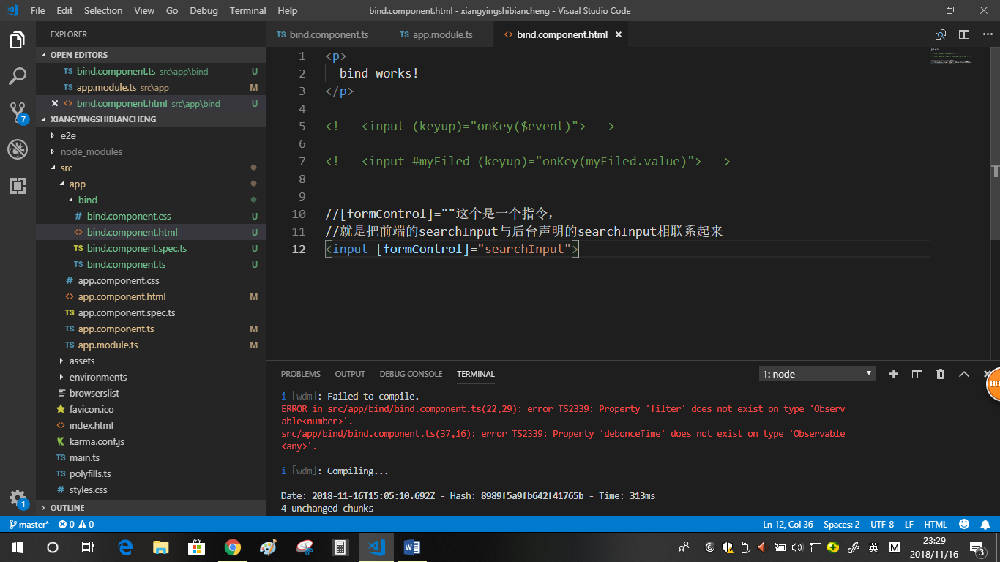 File Edit Selection View Go Debug Terminal Help
bind.component.html - xiangyingshibiancheng - Visual Studio Code
EXPLORER
OPEN EDITORS
TS bind.component.ts src\app\bind U
TS app.module.ts src\app M
<> bind.component.html src\app\bind U
XIANGYINGSHIBIANCHENG
e2e
node_modules
src
app
bind
# bind.component.css U
<> bind.component.html U
TS bind.component.spec.ts U
TS bind.component.ts U
# app.component.css
<> app.component.html M
TS app.component.spec.ts
TS app.component.ts M
TS app.module.ts M
assets
environments
browserslist
favicon.ico
<> index.html
karma.conf.js
TS main.ts
TS polyfills.ts
# styles.css
OUTLINE
7
1
TS bind.component.ts
TS app.module.ts
<> bind.component.html
1 <p>
2 bind works!
3 </p>
4
5 <!-- <input (keyup)="onKey($event)"> -->
6
7 <!-- <input #myFiled (keyup)="onKey(myFiled.value)"> -->
8
9
10 //[formControl]=""这个是一个指令，
11 //就是把前端的searchInput与后台声明的searchInput相联系起来
12 <input [formControl]="searchInput">
PROBLEMS OUTPUT DEBUG CONSOLE TERMINAL
1: node
i ｢wdm｣: Failed to compile.
ERROR in src/app/bind/bind.component.ts(22,29): error TS2339: Property 'filter' does not exist on type 'Observ
able<number>'.
src/app/bind/bind.component.ts(37,16): error TS2339: Property 'debonceTime' does not exist on type 'Observable
<any>'.
i ｢wdm｣: Compiling...
Date: 2018-11-16T15:05:10.692Z - Hash: 8989f5a9fb642f41765b - Time: 313ms
4 unchanged chunks
88
master* 0 0
Ln 12, Col 36 Spaces: 2 UTF-8 LF HTML
英 M
23:29
2018/11/16
3